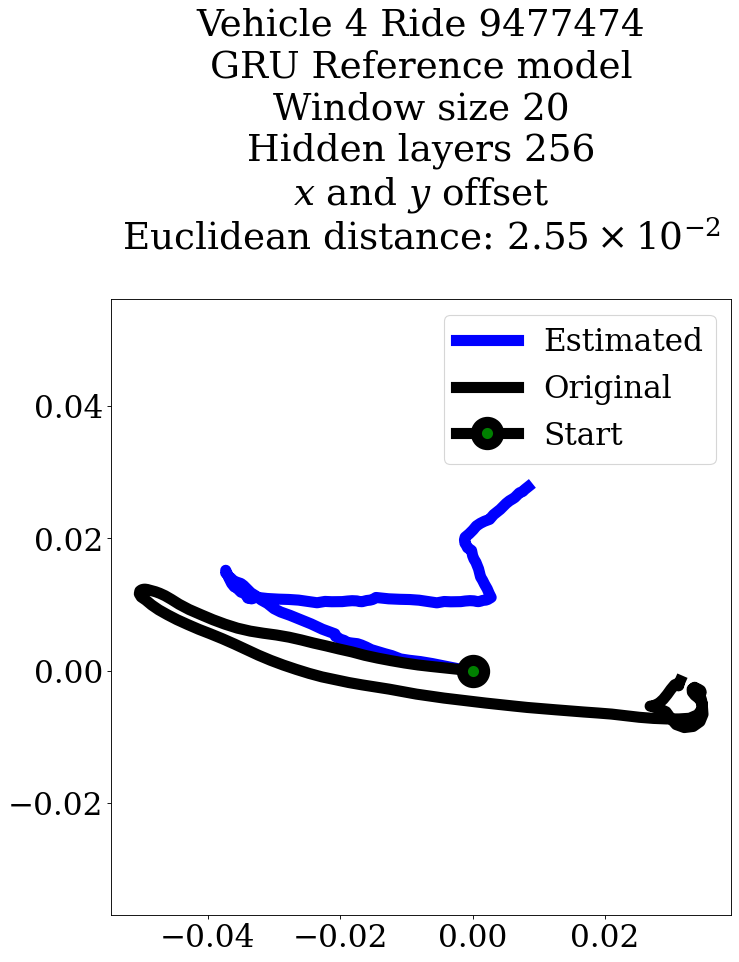 Vehicle 4 Ride 9477474
GRU Reference model
Window size 20
Hidden layers 256
x and y offset
Euclidean distance: 2.55 × 10⁻²
Estimated
Original
Start
0.04
0.02
0.00
−0.02
−0.04 −0.02 0.00 0.02